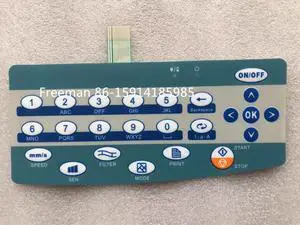 Freeman 86-15914185985
ON/OFF
1 2 3 4 5
ABC DEF GHI JKL
Backspace
OK
6 7 8 9
MNO PQRS TUV WXYZ
1-a-A
mm/s
SPEED
SEN
FILTER
MODE
PRINT
START
STOP